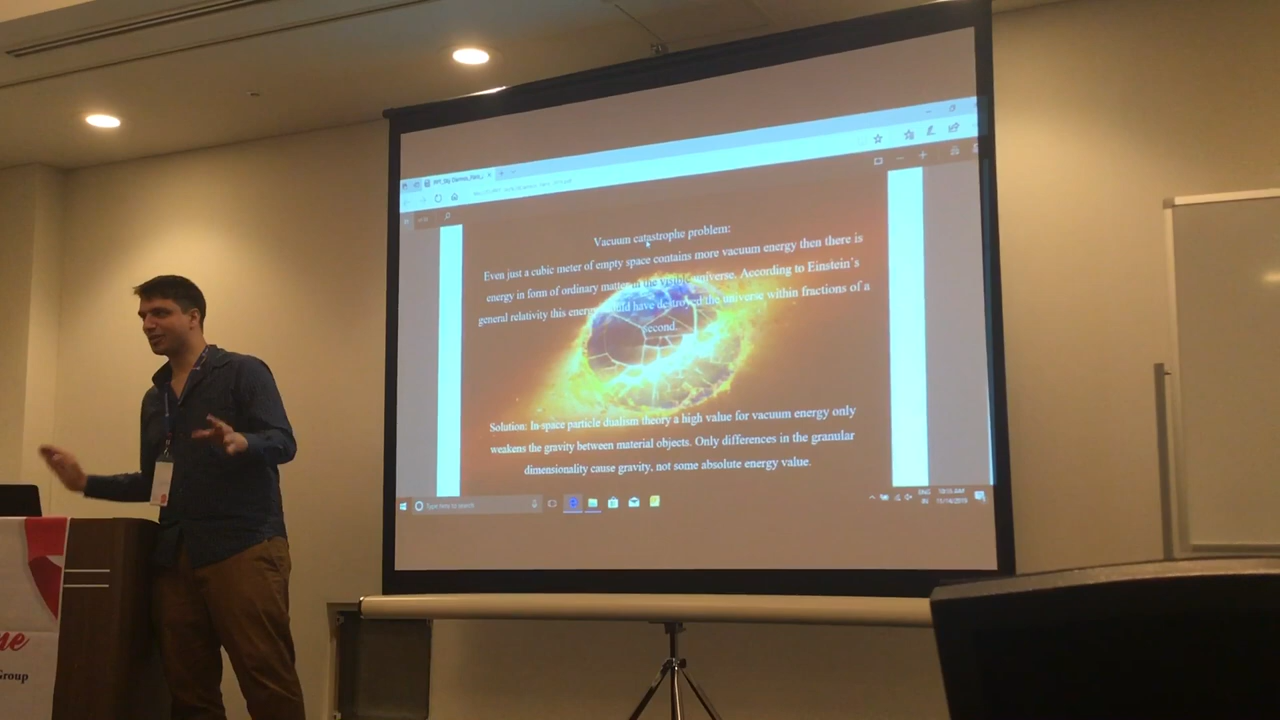 Vacuum catastrophe problem:
Even just a cubic meter of empty space contains more vacuum energy then there is
energy in form of ordinary matter in the visible universe. According to Einstein's
general relativity this energy should have destroyed the universe within fractions of a
second.
Solution: In space particle dualism theory a high value for vacuum energy only
weakens the gravity between material objects. Only differences in the granular
dimensionality cause gravity, not some absolute energy value.
Type here to search
ENG
IN
Group